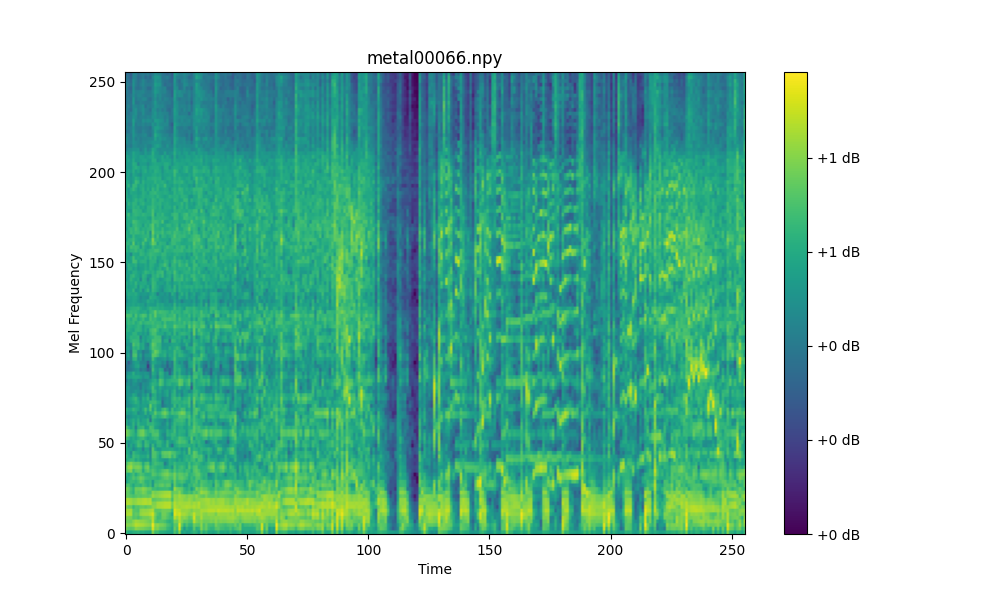 metal00066.npy
Mel Frequency
250
200
150
100
50
0
0 50 100 150 200 250
Time
+1 dB
+1 dB
+0 dB
+0 dB
+0 dB